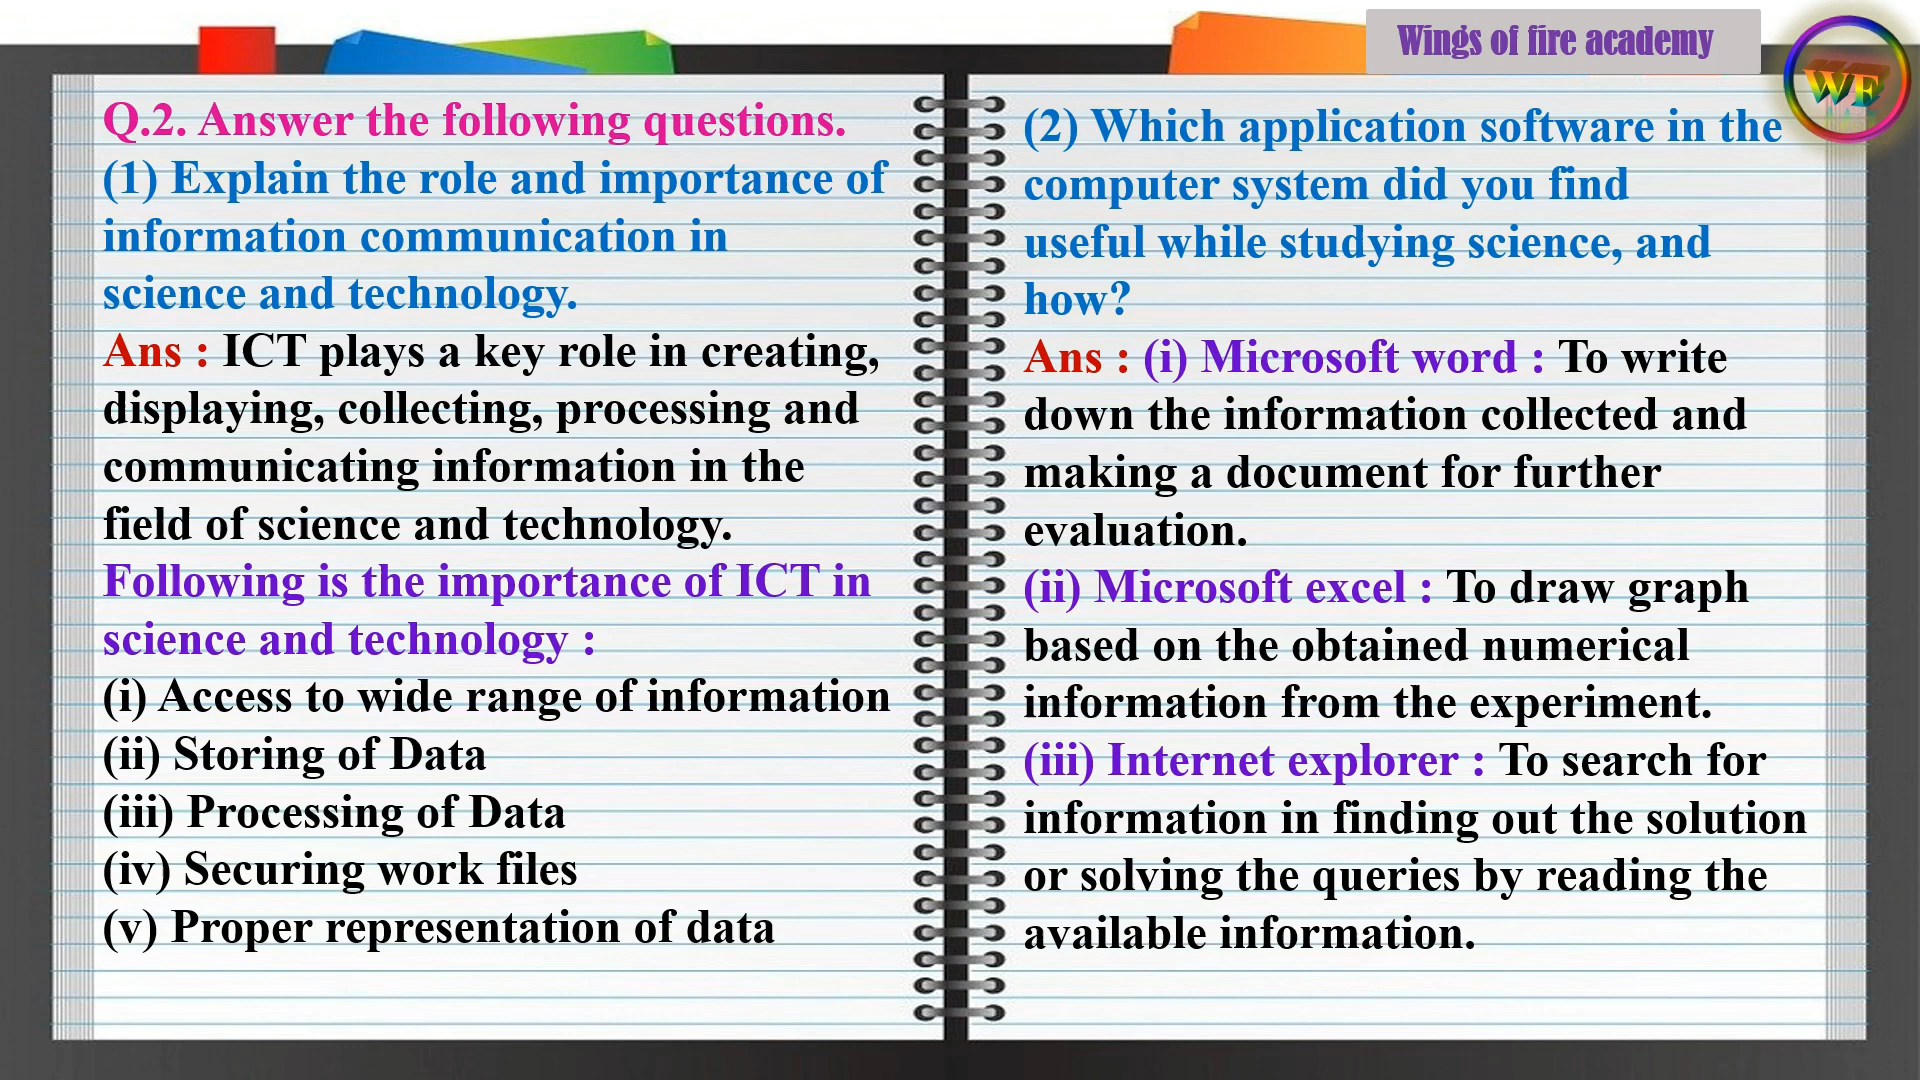 Wings of fire academy
WF
Q.2. Answer the following questions.
(1) Explain the role and importance of
information communication in
science and technology.
Ans : ICT plays a key role in creating,
displaying, collecting, processing and
communicating information in the
field of science and technology.
Following is the importance of ICT in
science and technology :
(i) Access to wide range of information
(ii) Storing of Data
(iii) Processing of Data
(iv) Securing work files
(v) Proper representation of data
(2) Which application software in the
computer system did you find
useful while studying science, and
how?
Ans : (i) Microsoft word : To write
down the information collected and
making a document for further
evaluation.
(ii) Microsoft excel : To draw graph
based on the obtained numerical
information from the experiment.
(iii) Internet explorer : To search for
information in finding out the solution
or solving the queries by reading the
available information.